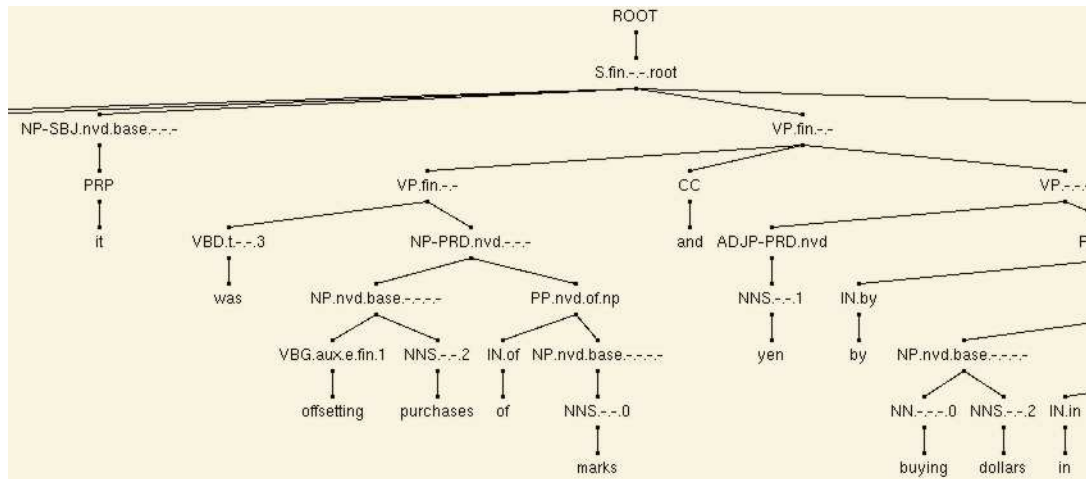 ROOT
S.fin.-.-.root
NP-SBJ.nvd.base.-.-.- VP.fin.-.-
PRP VP.fin.-.- CC VP.-.-.
it VBD.t.-.-.3 NP-PRD.nvd.-.-.- and ADJP-PRD.nvd P
was NP.nvd.base.-.-.-.- PP.nvd.of.np NNS.-.-.1 IN.by
VBG.aux.e.fin.1 NNS.-.-.2 IN.of NP.nvd.base.-.-.-.- yen by NP.nvd.base.-.-.-.-
offsetting purchases of NNS.-.-.0 NN.-.-.-.0 NNS.-.-.2 IN.in
marks buying dollars in